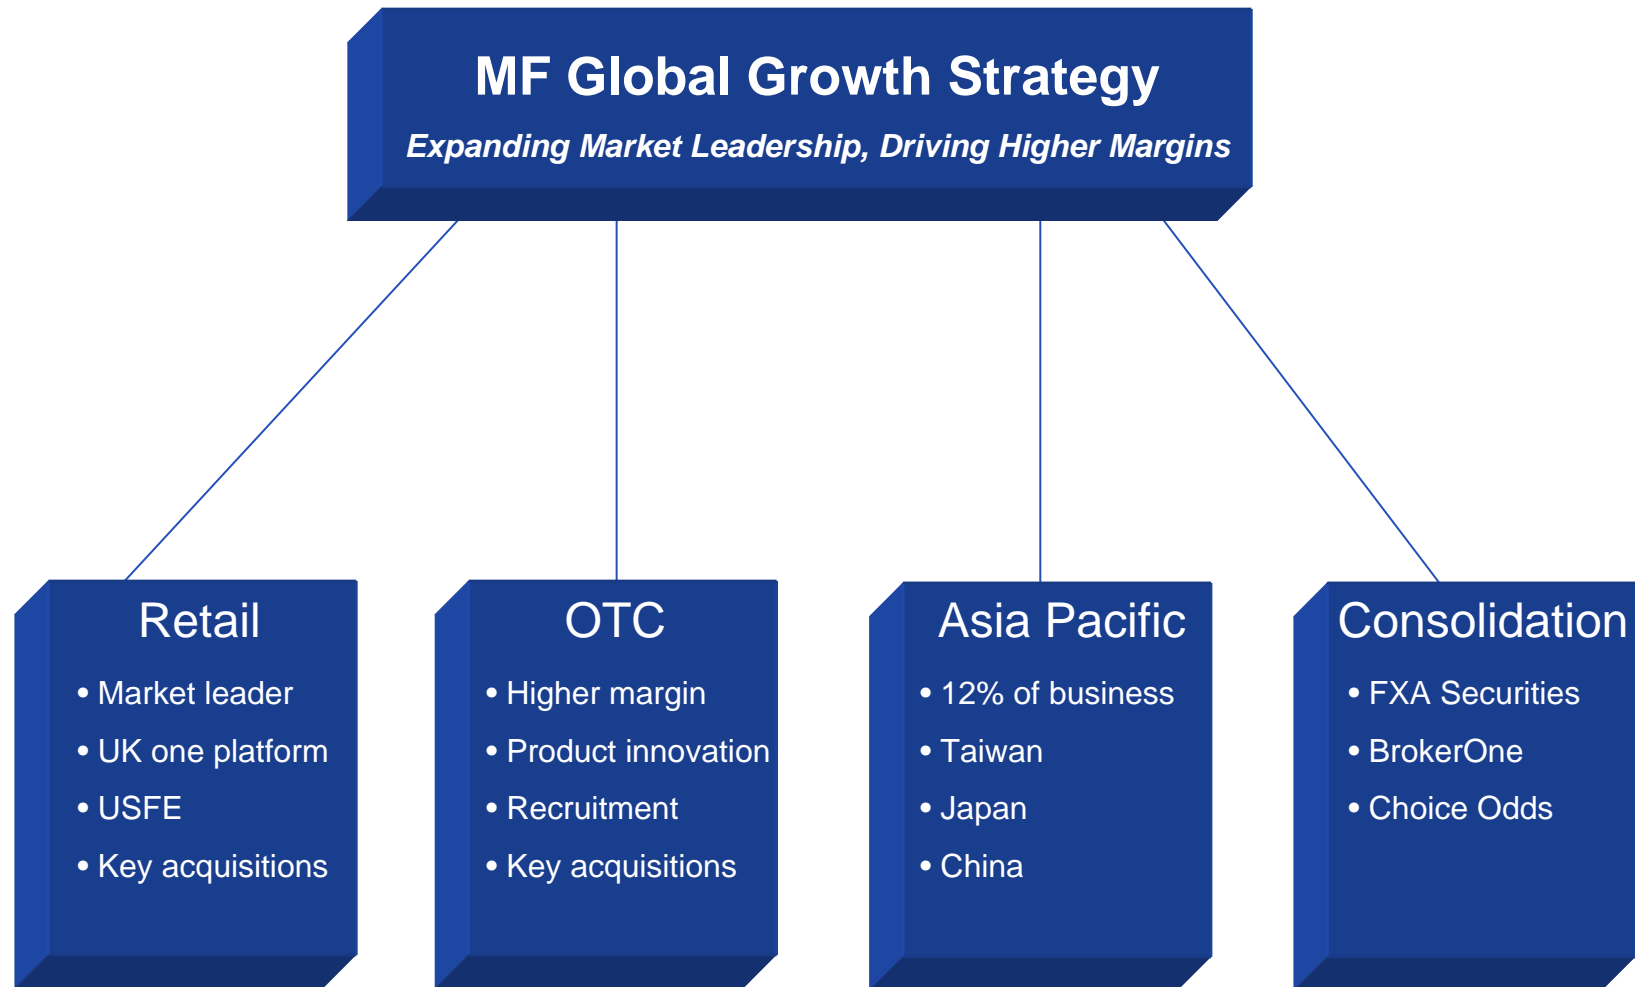 MF Global Growth Strategy
Expanding Market Leadership, Driving Higher Margins
Retail
• Market leader
• UK one platform
• USFE
• Key acquisitions
OTC
• Higher margin
• Product innovation
• Recruitment
• Key acquisitions
Asia Pacific
• 12% of business
• Taiwan
• Japan
• China
Consolidation
• FXA Securities
• BrokerOne
• Choice Odds